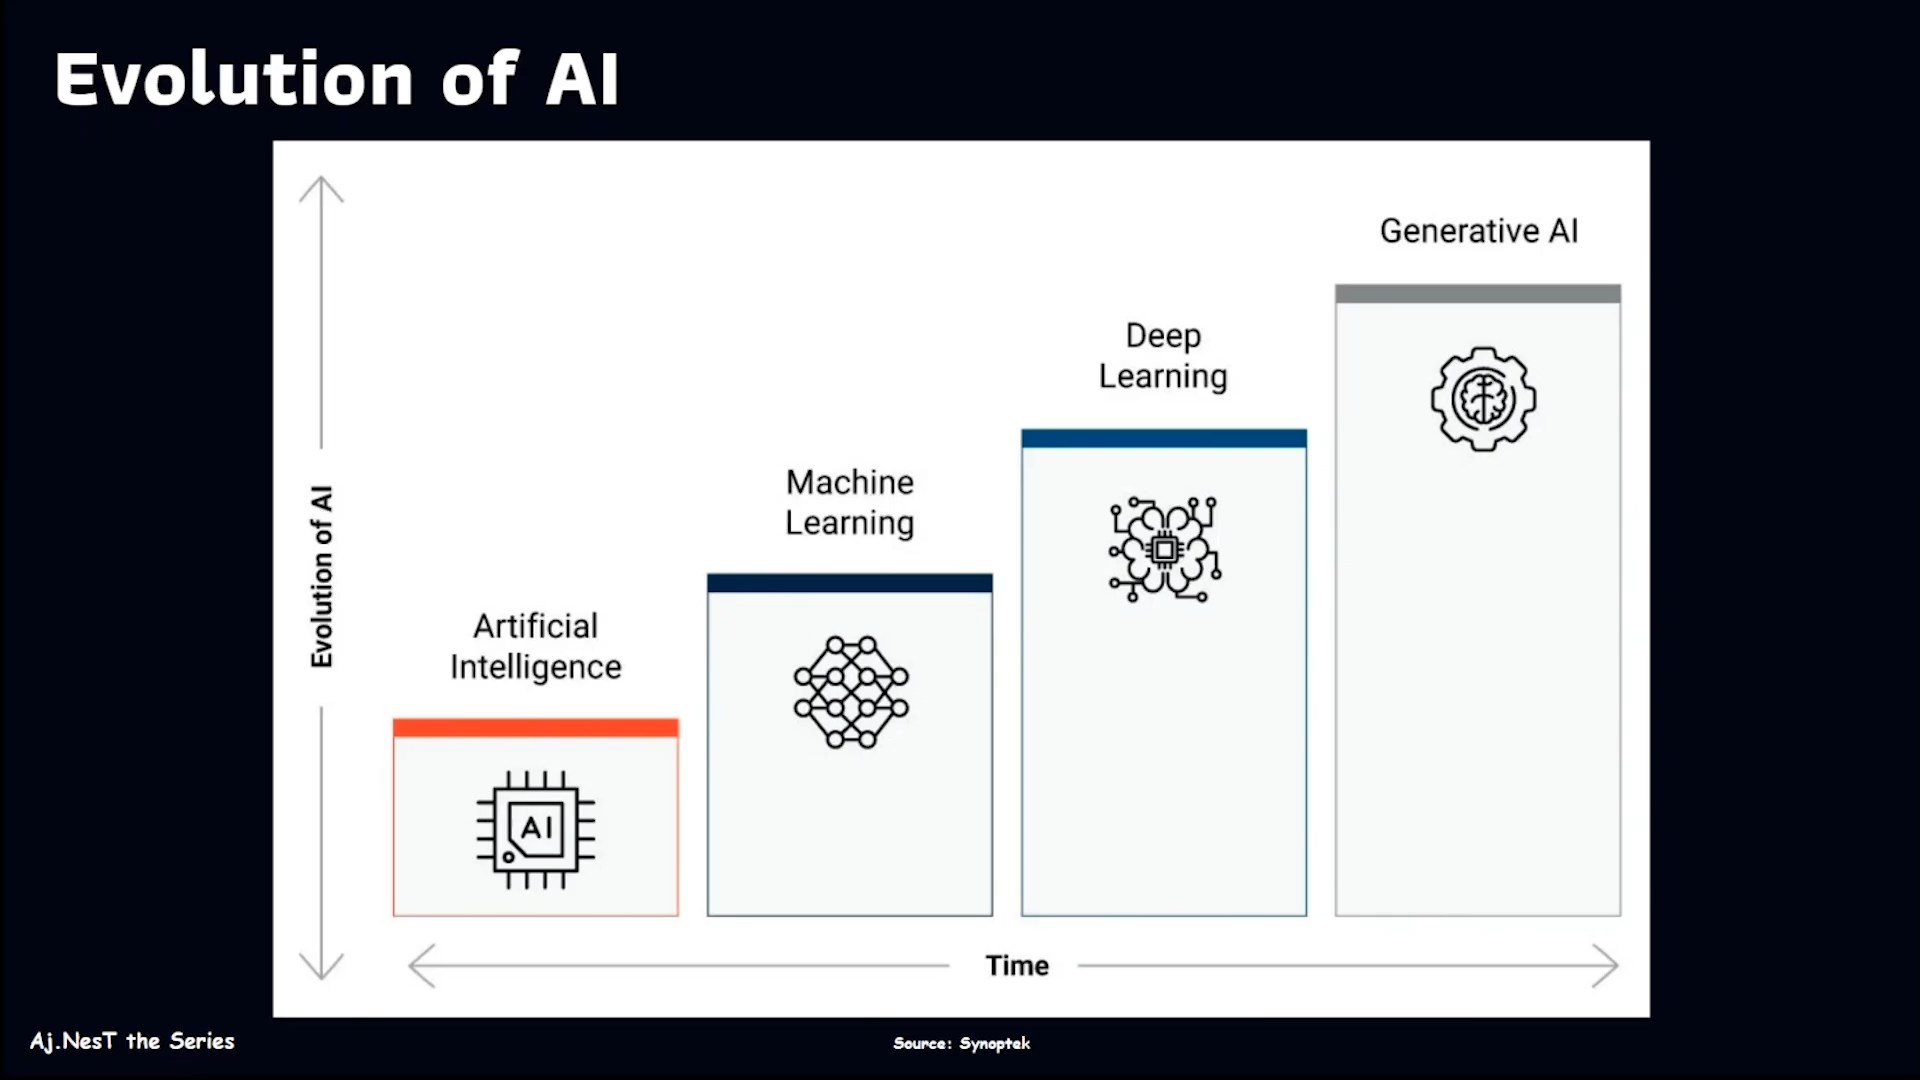 Evolution of AI
Generative AI
Deep
Learning
Machine
Learning
Artificial
Intelligence
AI
Evolution of AI
Time
Aj.NesT the Series
Source: Synoptek